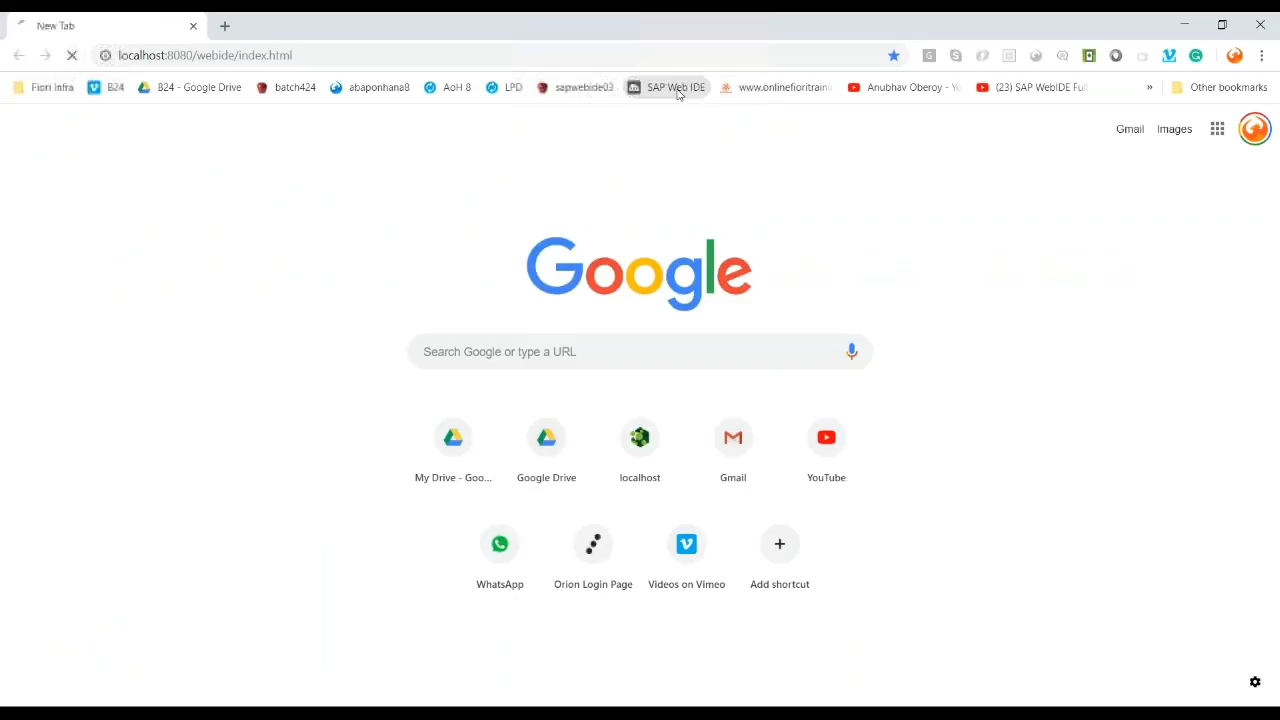 New Tab
localhost:8080/webide/index.html
Fiori Infra B24 B24 - Google Drive batch424 abaponhana8 AoH 8 LPD sapwebide03 SAP Web IDE www.onlinefioritraini Anubhav Oberoy - Yo (23) SAP WebIDE Full » Other bookmarks
Gmail Images
Google
Search Google or type a URL
My Drive - Goo... Google Drive localhost Gmail YouTube
WhatsApp Orion Login Page Videos on Vimeo Add shortcut